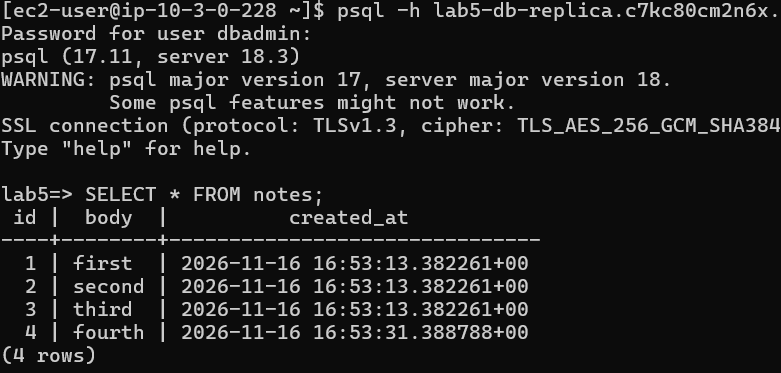 [ec2-user@ip-10-3-0-228 ~]$ psql -h lab5-db-replica.c7kc80cm2n6x.
Password for user dbadmin:
psql (17.11, server 18.3)
WARNING: psql major version 17, server major version 18.
         Some psql features might not work.
SSL connection (protocol: TLSv1.3, cipher: TLS_AES_256_GCM_SHA384
Type "help" for help.

lab5=> SELECT * FROM notes;
 id |  body  |          created_at
----+--------+-------------------------------
  1 | first  | 2026-11-16 16:53:13.382261+00
  2 | second | 2026-11-16 16:53:13.382261+00
  3 | third  | 2026-11-16 16:53:13.382261+00
  4 | fourth | 2026-11-16 16:53:31.388788+00
(4 rows)